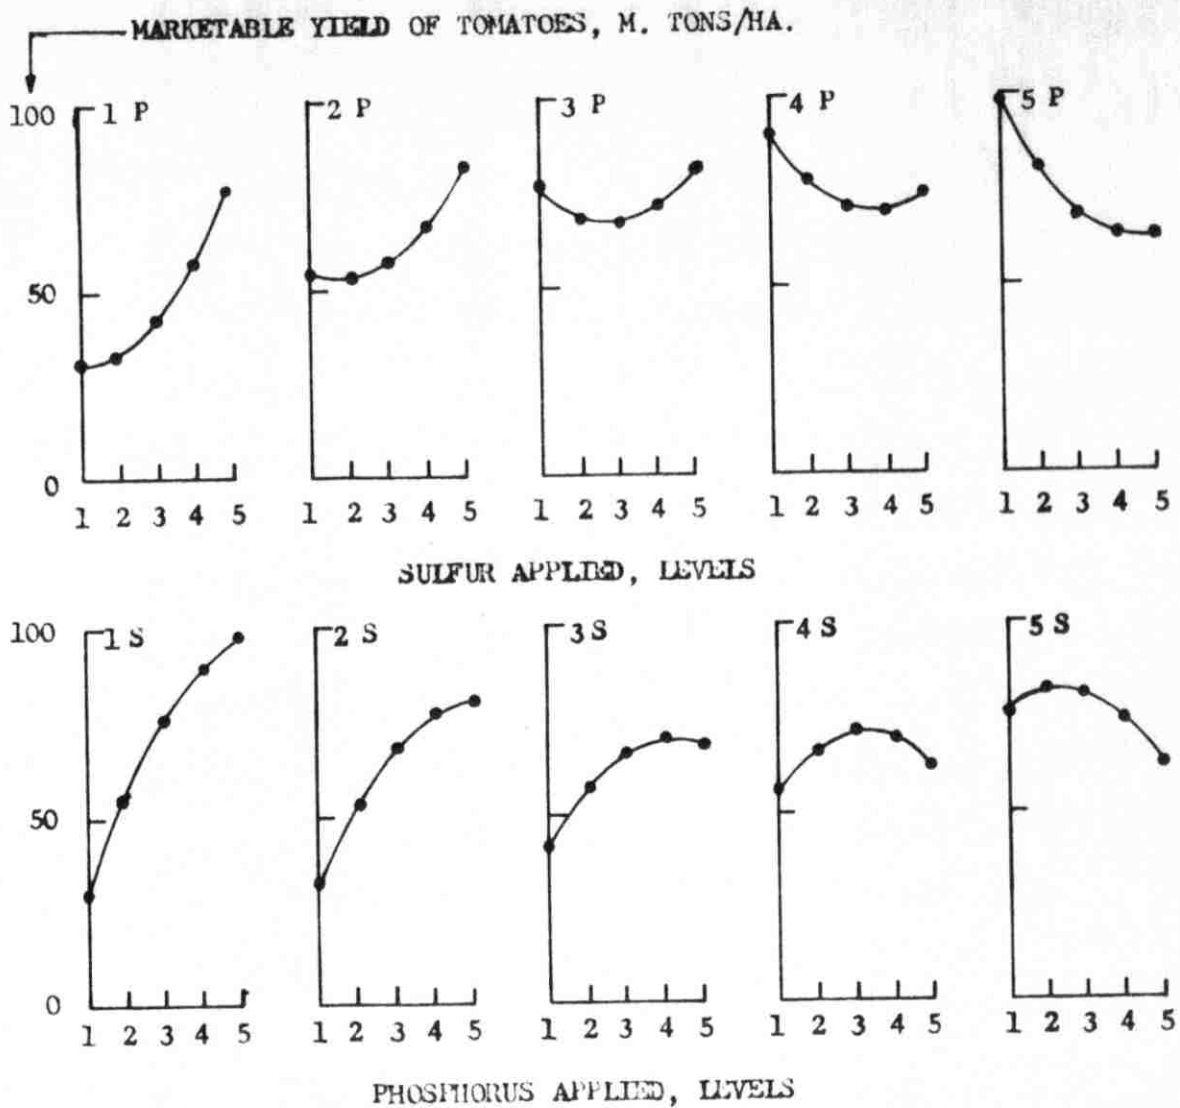 MARKETABLE YIELD OF TOMATOES, M. TONS/HA.
100 1 P 2 P 3 P 4 P 5 P
50
0
1 2 3 4 5 1 2 3 4 5 1 2 3 4 5 1 2 3 4 5 1 2 3 4 5
SULFUR APPLIED, LEVELS
100 1 S 2 S 3 S 4 S 5 S
50
0
1 2 3 4 5 1 2 3 4 5 1 2 3 4 5 1 2 3 4 5 1 2 3 4 5
PHOSPHORUS APPLIED, LEVELS